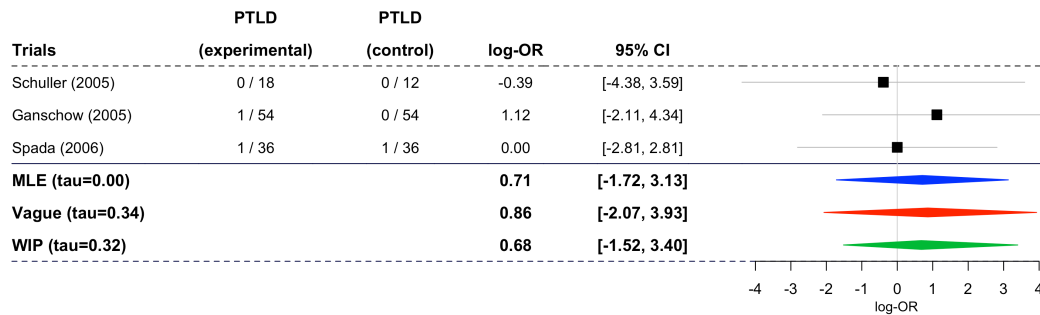 PTLD PTLD
Trials (experimental) (control) log-OR 95% CI
Schuller (2005) 0 / 18 0 / 12 -0.39 [-4.38, 3.59]
Ganschow (2005) 1 / 54 0 / 54 1.12 [-2.11, 4.34]
Spada (2006) 1 / 36 1 / 36 0.00 [-2.81, 2.81]
MLE (tau=0.00) 0.71 [-1.72, 3.13]
Vague (tau=0.34) 0.86 [-2.07, 3.93]
WIP (tau=0.32) 0.68 [-1.52, 3.40]
-4 -3 -2 -1 0 1 2 3 4
log-OR